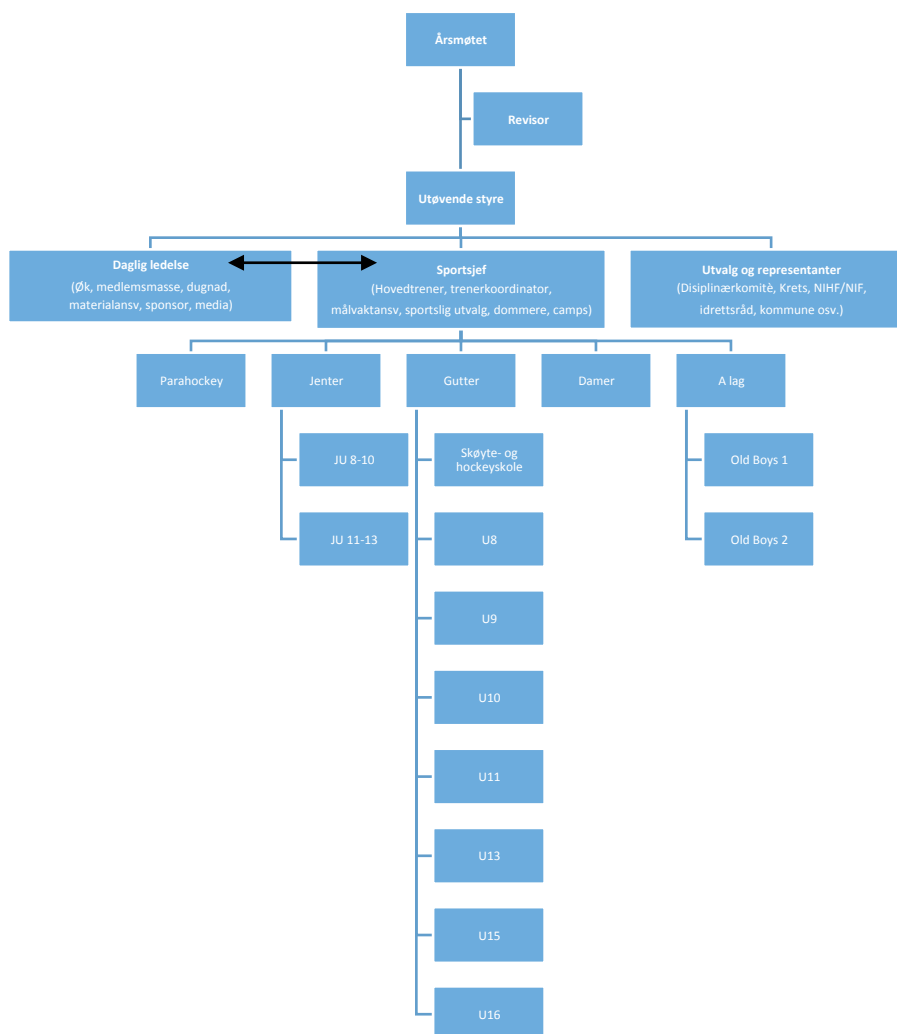 Årsmøtet
Revisor
Utøvende styre
Daglig ledelse
(Øk, medlemsmasse, dugnad,
materialansv, sponsor, media)
Sportsjef
(Hovedtrener, trenerkoordinator,
målvaktansv, sportslig utvalg, dommere, camps)
Utvalg og representanter
(Disiplinærkomitè, Krets, NIHF/NIF,
idrettsråd, kommune osv.)
Parahockey
Jenter
Gutter
Damer
A lag
JU 8-10
JU 11-13
Skøyte- og
hockeyskole
U8
U9
U10
U11
U13
U15
U16
Old Boys 1
Old Boys 2